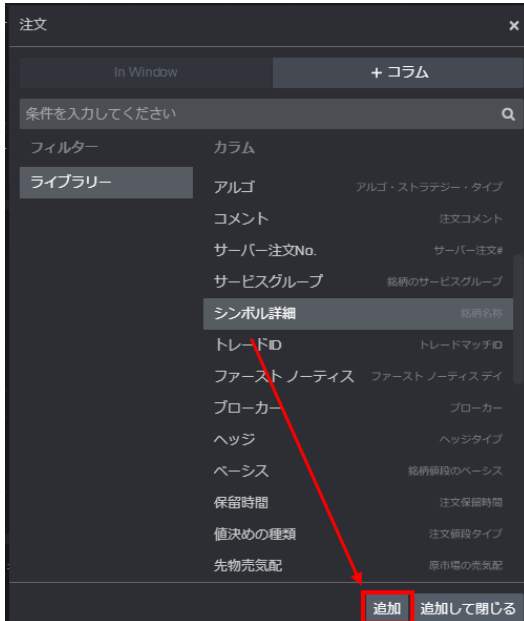 注文 ×
In Window + コラム
条件を入力してください
フィルター カラム
ライブラリー アルゴ アルゴ・ストラテジー・タイプ
コメント 注文コメント
サーバー注文No. サーバー注文#
サービスグループ 銘柄のサービスグループ
シンボル詳細 銘柄名称
トレードID トレードマッチID
ファースト ノーティス ファースト ノーティス デイ
ブローカー ブローカー
ヘッジ ヘッジタイプ
ベーシス 銘柄値段のベーシス
保留時間 注文保留時間
値決めの種類 注文値段タイプ
先物売気配 原市場の売気配
追加 追加して閉じる